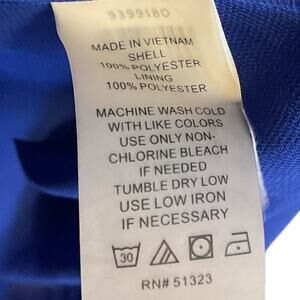 9399180
MADE IN VIETNAM
SHELL
100% POLYESTER
LINING
100% POLYESTER
MACHINE WASH COLD
WITH LIKE COLORS
USE ONLY NON-
CHLORINE BLEACH
IF NEEDED
TUMBLE DRY LOW
USE LOW IRON
IF NECESSARY
30
RN# 51323